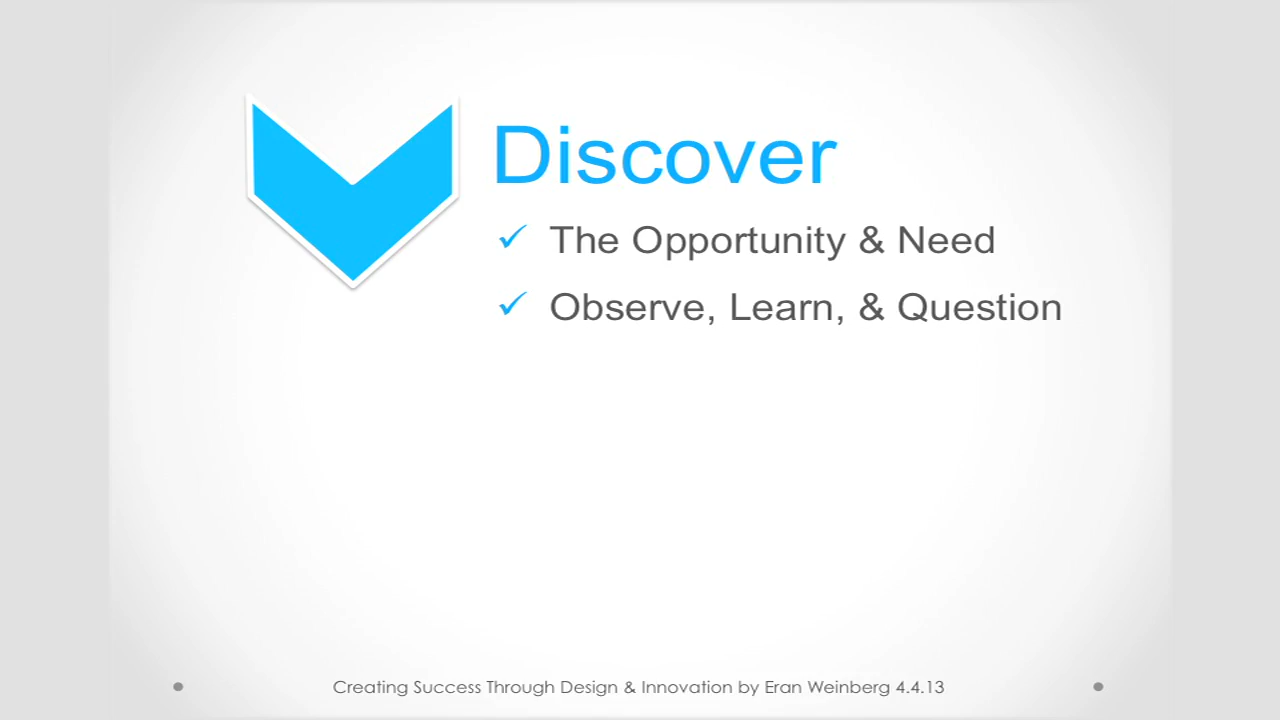 Discover
✓ The Opportunity & Need
✓ Observe, Learn, & Question
Creating Success Through Design & Innovation by Eran Weinberg 4.4.13